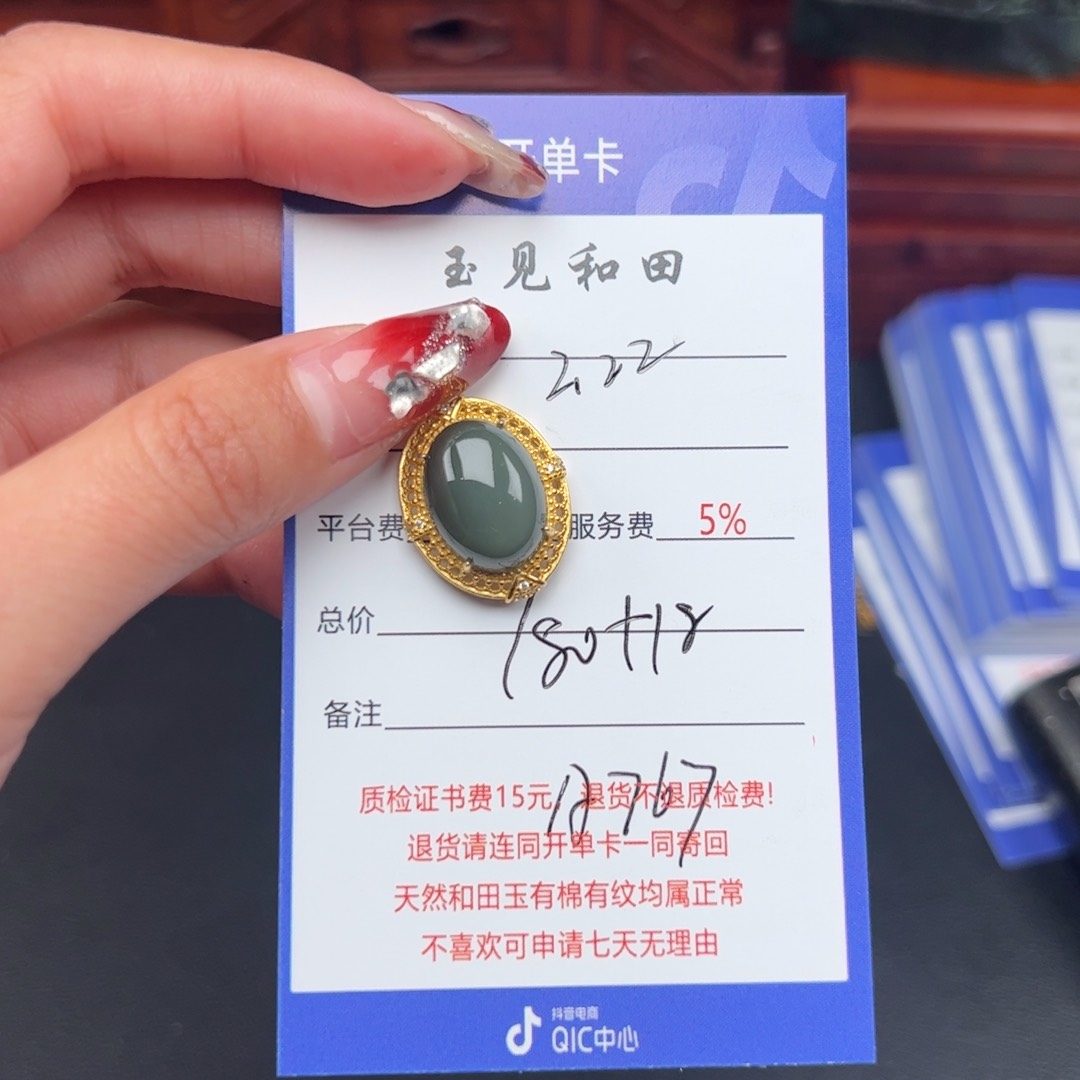 开单卡
玉见和田
222
平台费 服务费 5%
总价 180+18
备注
质检证书费15元，退货不退质检费!
退货请连同开单卡一同寄回
天然和田玉有棉有纹均属正常
不喜欢可申请七天无理由
抖音电商
QIC中心